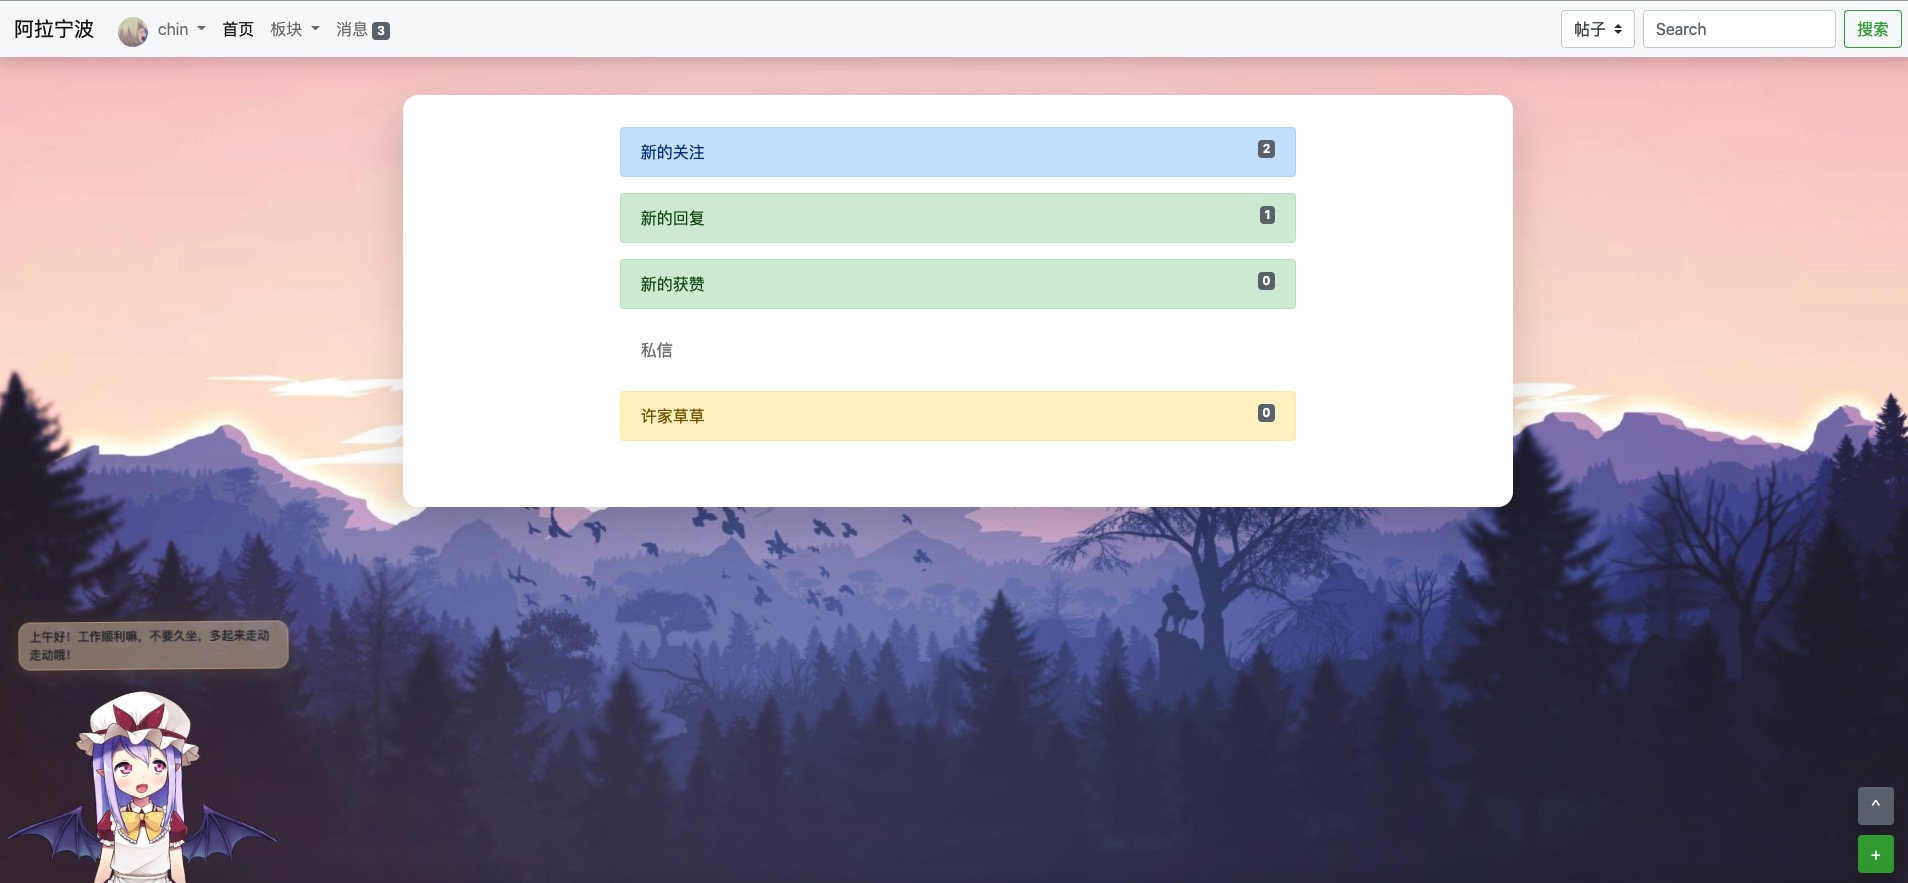 阿拉宁波 chin 首页 板块 消息 3 帖子 Search 搜索
新的关注 2
新的回复 1
新的获赞 0
私信
许家草草 0
上午好！工作顺利嘛，不要久坐，多起来走动
走动哦！
^
+